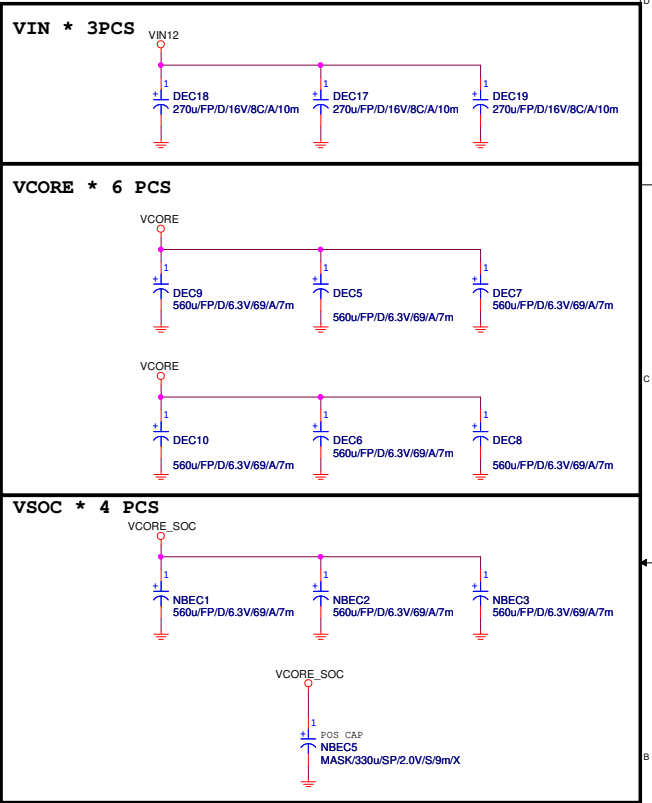 D
VIN * 3PCS
VIN12
1 1 1
+ + +
DEC18 DEC17 DEC19
270u/FP/D/16V/8C/A/10m 270u/FP/D/16V/8C/A/10m 270u/FP/D/16V/8C/A/10m
VCORE * 6 PCS
VCORE
1 1 1
+ + +
DEC9 DEC5 DEC7
560u/FP/D/6.3V/69/A/7m 560u/FP/D/6.3V/69/A/7m
560u/FP/D/6.3V/69/A/7m
VCORE
C
1 1 1
+ + +
DEC10 DEC6 DEC8
560u/FP/D/6.3V/69/A/7m
560u/FP/D/6.3V/69/A/7m 560u/FP/D/6.3V/69/A/7m
VSOC * 4 PCS
VCORE_SOC
1 1 1
+ + +
NBEC1 NBEC2 NBEC3
560u/FP/D/6.3V/69/A/7m 560u/FP/D/6.3V/69/A/7m 560u/FP/D/6.3V/69/A/7m
VCORE_SOC
1
+ POS CAP
NBEC5
B
MASK/330u/SP/2.0V/S/9m/X